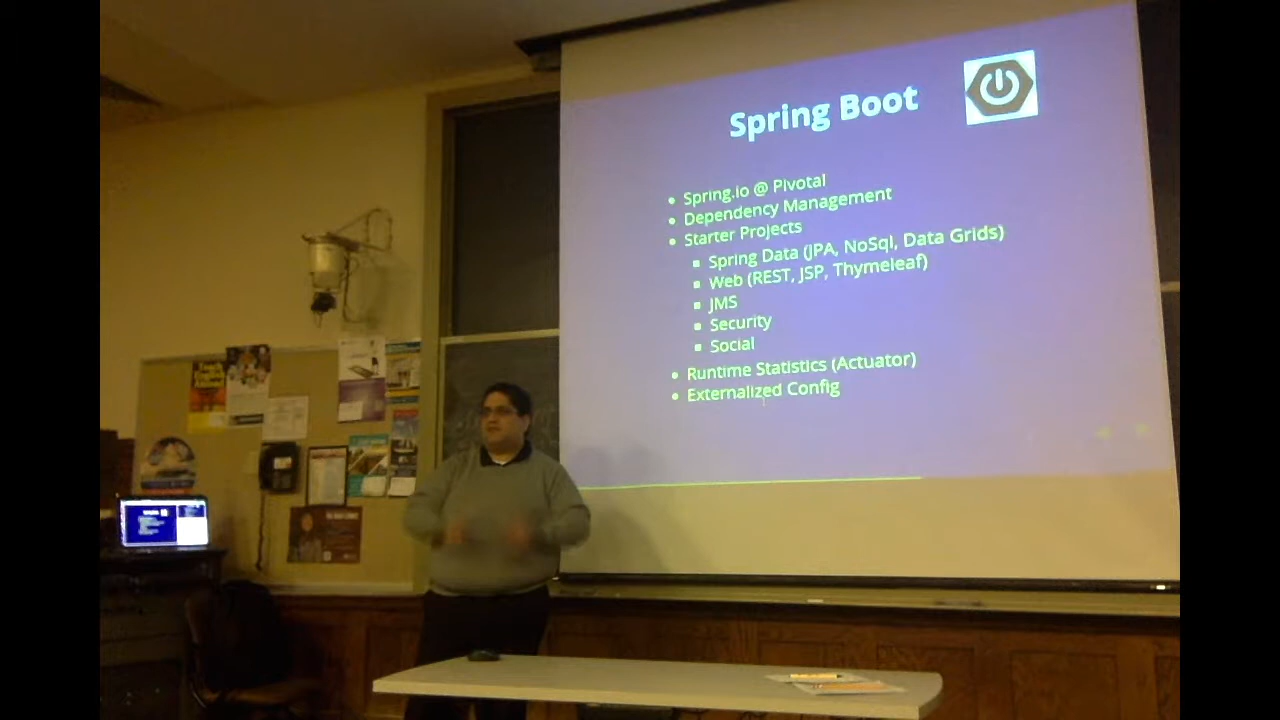 Spring Boot
Spring.io @ Pivotal
Dependency Management
Starter Projects
Spring Data (JPA, NoSql, Data Grids)
Web (REST, JSP, Thymeleaf)
JMS
Security
Social
Runtime Statistics (Actuator)
Externalized Config